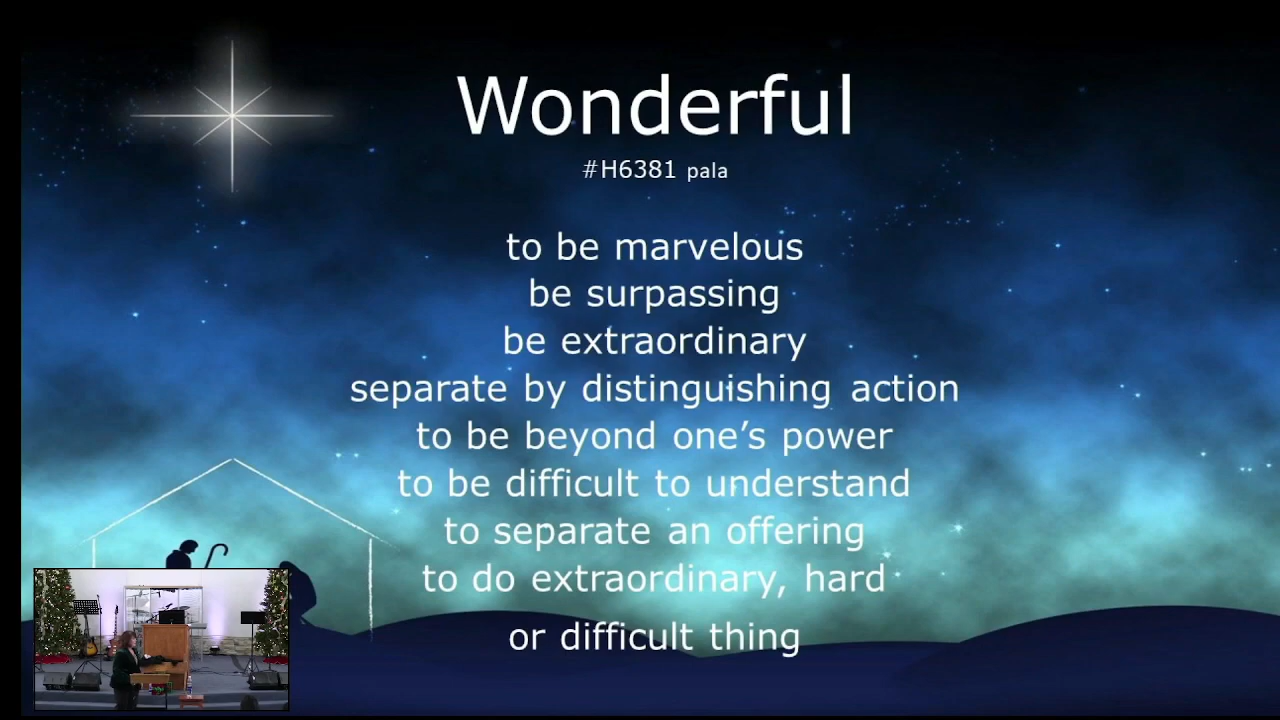 Wonderful
#H6381 pala
to be marvelous
be surpassing
be extraordinary
separate by distinguishing action
to be beyond one’s power
to be difficult to understand
to separate an offering
to do extraordinary, hard
or difficult thing